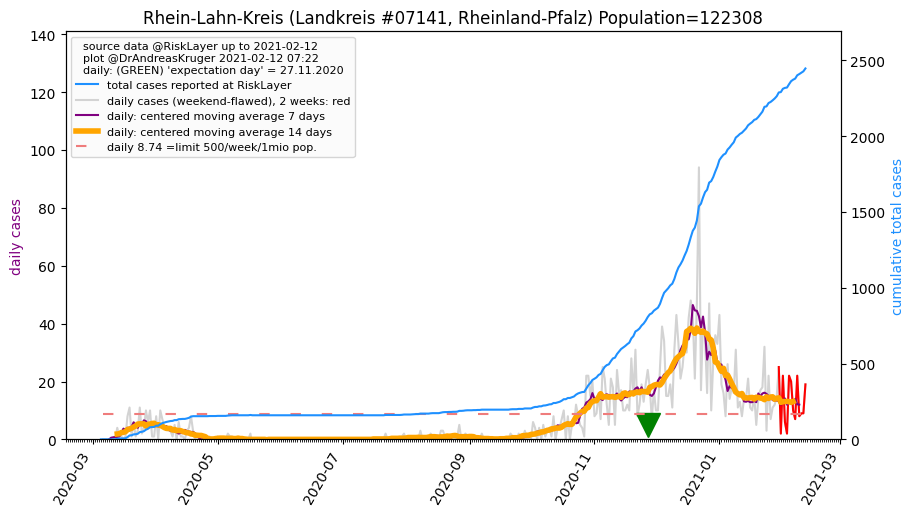 Rhein-Lahn-Kreis (Landkreis #07141, Rheinland-Pfalz) Population=122308
source data @RiskLayer up to 2021-02-12
plot @DrAndreasKruger 2021-02-12 07:22
daily: (GREEN) 'expectation day' = 27.11.2020
total cases reported at RiskLayer
daily cases (weekend-flawed), 2 weeks: red
daily: centered moving average 7 days
daily: centered moving average 14 days
daily 8.74 =limit 500/week/1mio pop.
daily cases
140
120
100
80
60
40
20
0
cumulative total cases
2500
2000
1500
1000
500
0
2020-03
2020-05
2020-07
2020-09
2020-11
2021-01
2021-03